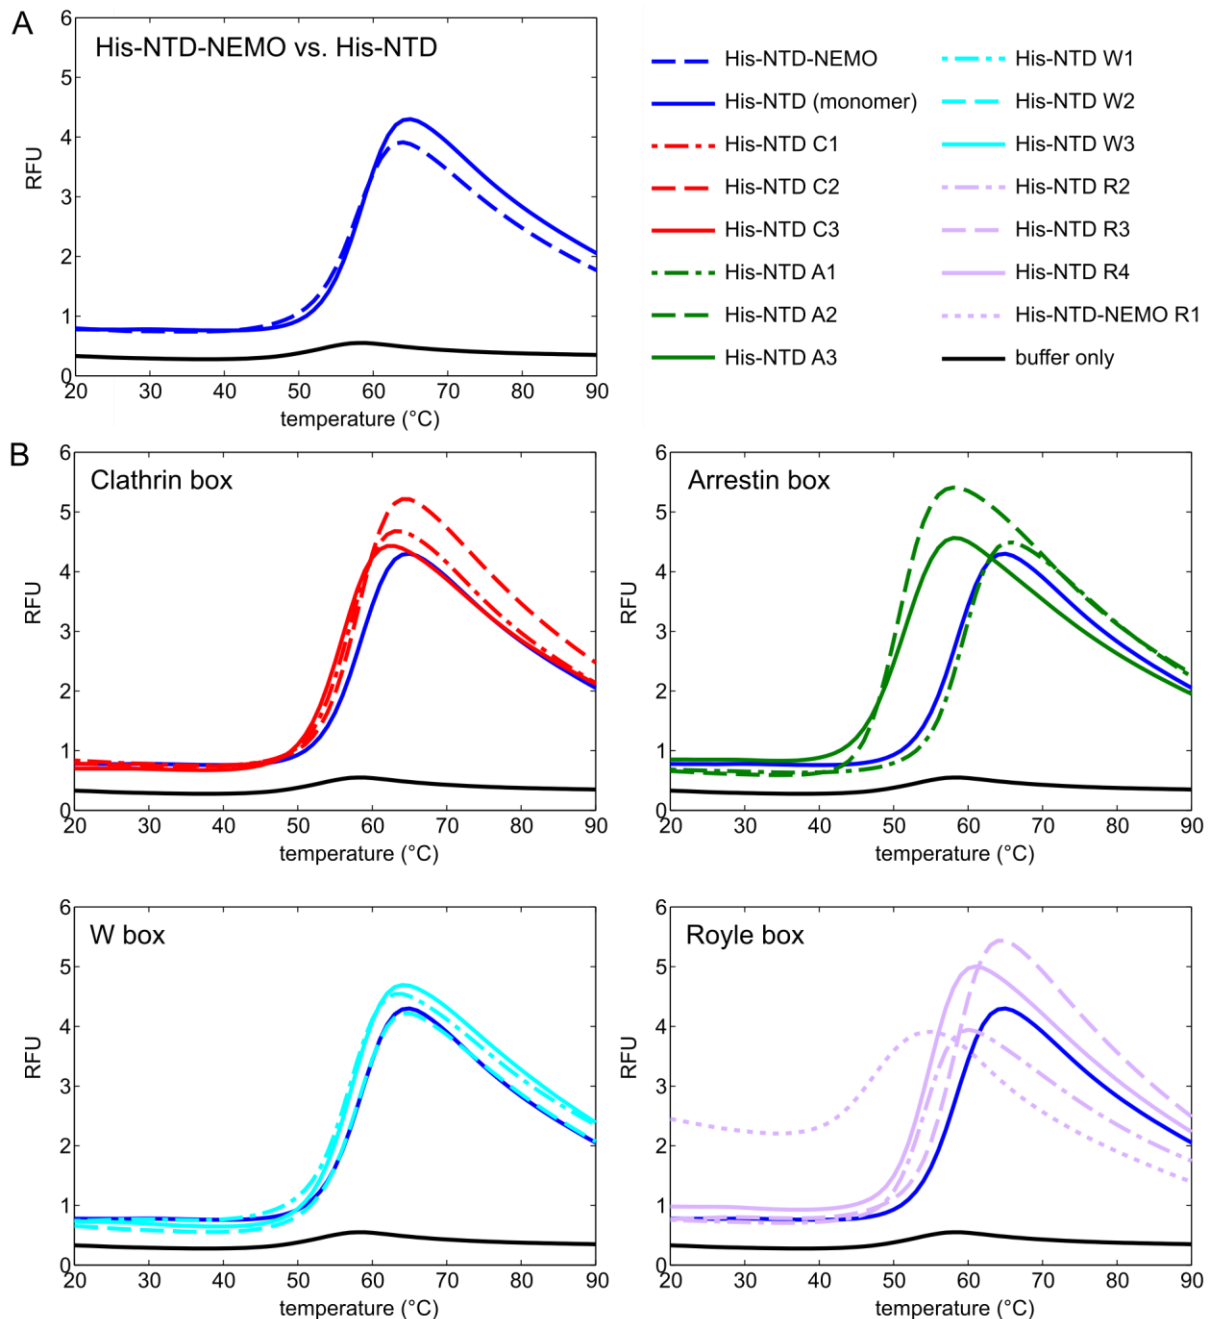 A
His-NTD-NEMO vs. His-NTD
6
5
4
3
2
1
0
RFU
20 30 40 50 60 70 80 90
temperature (°C)
His-NTD-NEMO
His-NTD (monomer)
His-NTD C1
His-NTD C2
His-NTD C3
His-NTD A1
His-NTD A2
His-NTD A3
His-NTD W1
His-NTD W2
His-NTD W3
His-NTD R2
His-NTD R3
His-NTD R4
His-NTD-NEMO R1
buffer only
B
Clathrin box
6
5
4
3
2
1
0
RFU
20 30 40 50 60 70 80 90
temperature (°C)
Arrestin box
6
5
4
3
2
1
0
RFU
20 30 40 50 60 70 80 90
temperature (°C)
W box
6
5
4
3
2
1
0
RFU
20 30 40 50 60 70 80 90
temperature (°C)
Royle box
6
5
4
3
2
1
0
RFU
20 30 40 50 60 70 80 90
temperature (°C)